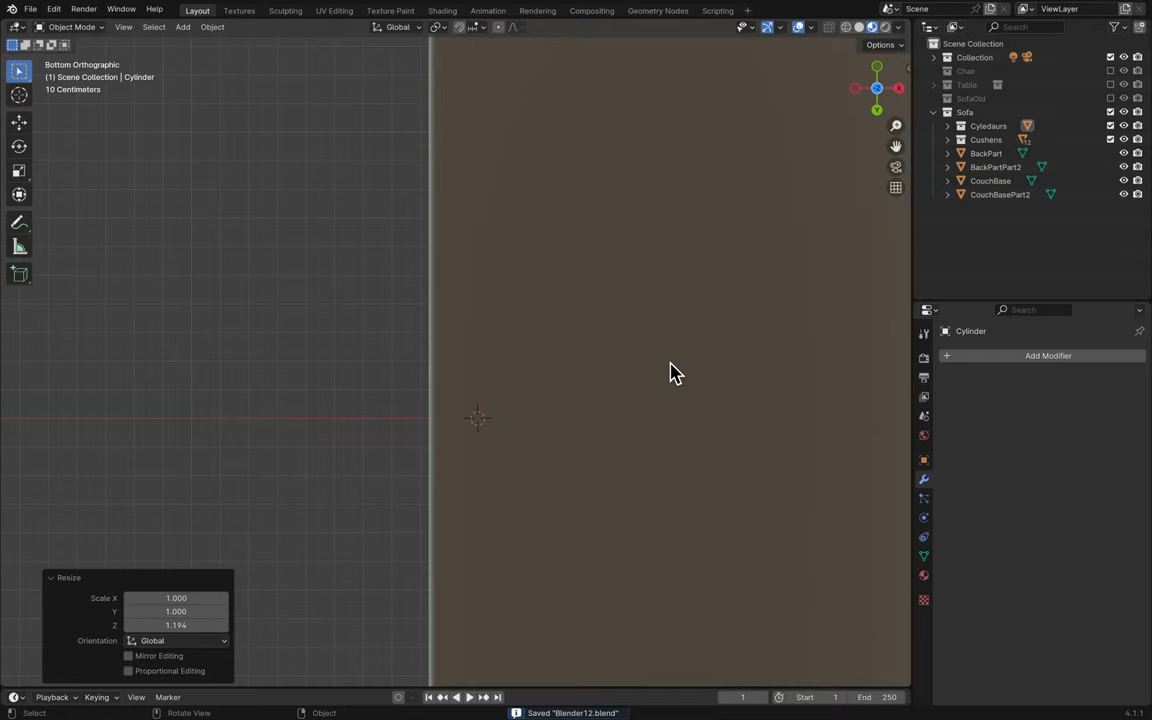 File Edit Render Window Help Layout Textures Sculpting UV Editing Texture Paint Shading Animation Rendering Compositing Geometry Nodes Scripting Scene ViewLayer
Object Mode View Select Add Object Global Search
Options
Bottom Orthographic
(1) Scene Collection | Cylinder
10 Centimeters
-Z X Y
Scene Collection
Collection
Chair
Table
SofaOld
Sofa
Cyledaurs
Cushens 12
BackPart
BackPartPart2
CouchBase
CouchBasePart2
Search
Cylinder
+ Add Modifier
Resize
Scale X 1.000
Y 1.000
Z 1.194
Orientation Global
Mirror Editing
Proportional Editing
Playback Keying View Marker 1 Start 1 End 250
Select Rotate View Object Saved "Blender12.blend" 4.1.1